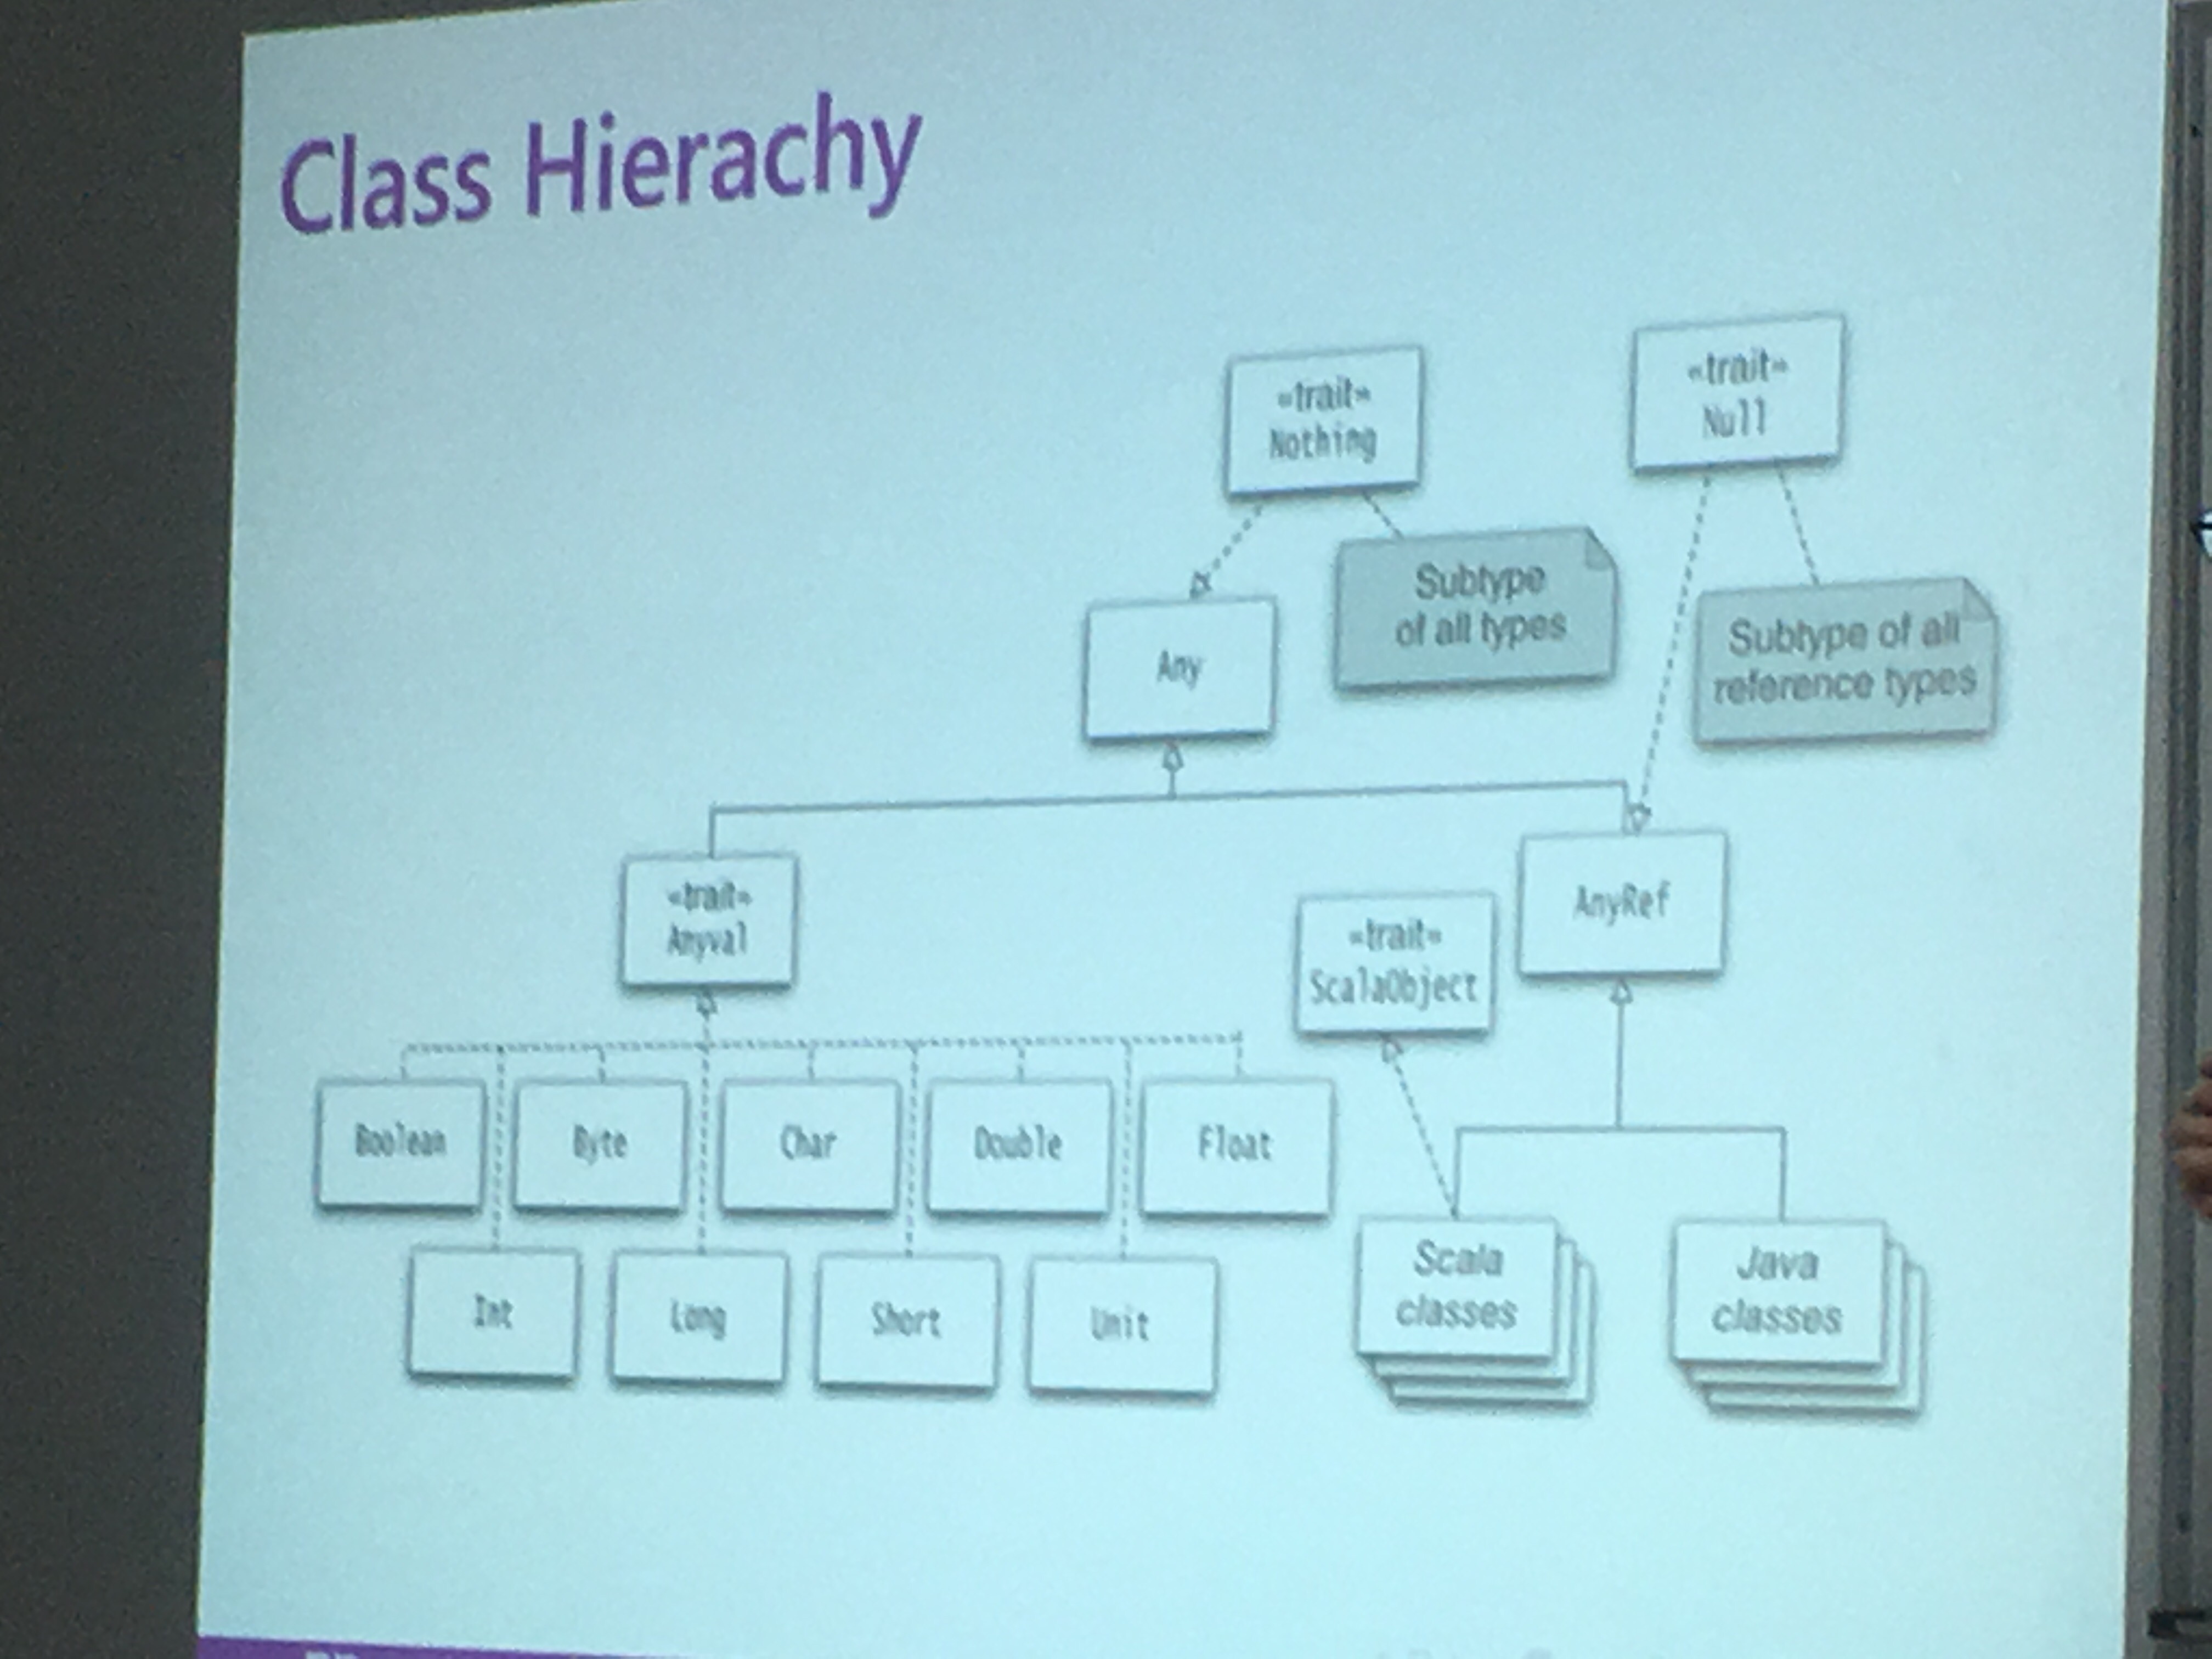 Class Hierachy
«trait»
Nothing
«trait»
Null
Subtype
of all types
Any
Subtype of all
reference types
«trait»
Anyval
«trait»
ScalaObject
AnyRef
Boolean
Byte
Char
Double
Float
Int
Long
Short
Unit
Scala
classes
Java
classes